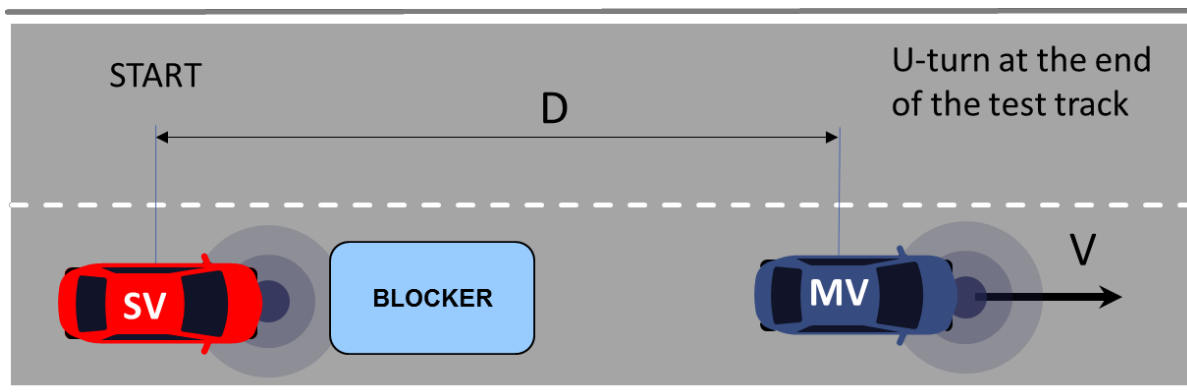 START
U-turn at the end
of the test track
D
V
SV
BLOCKER
MV